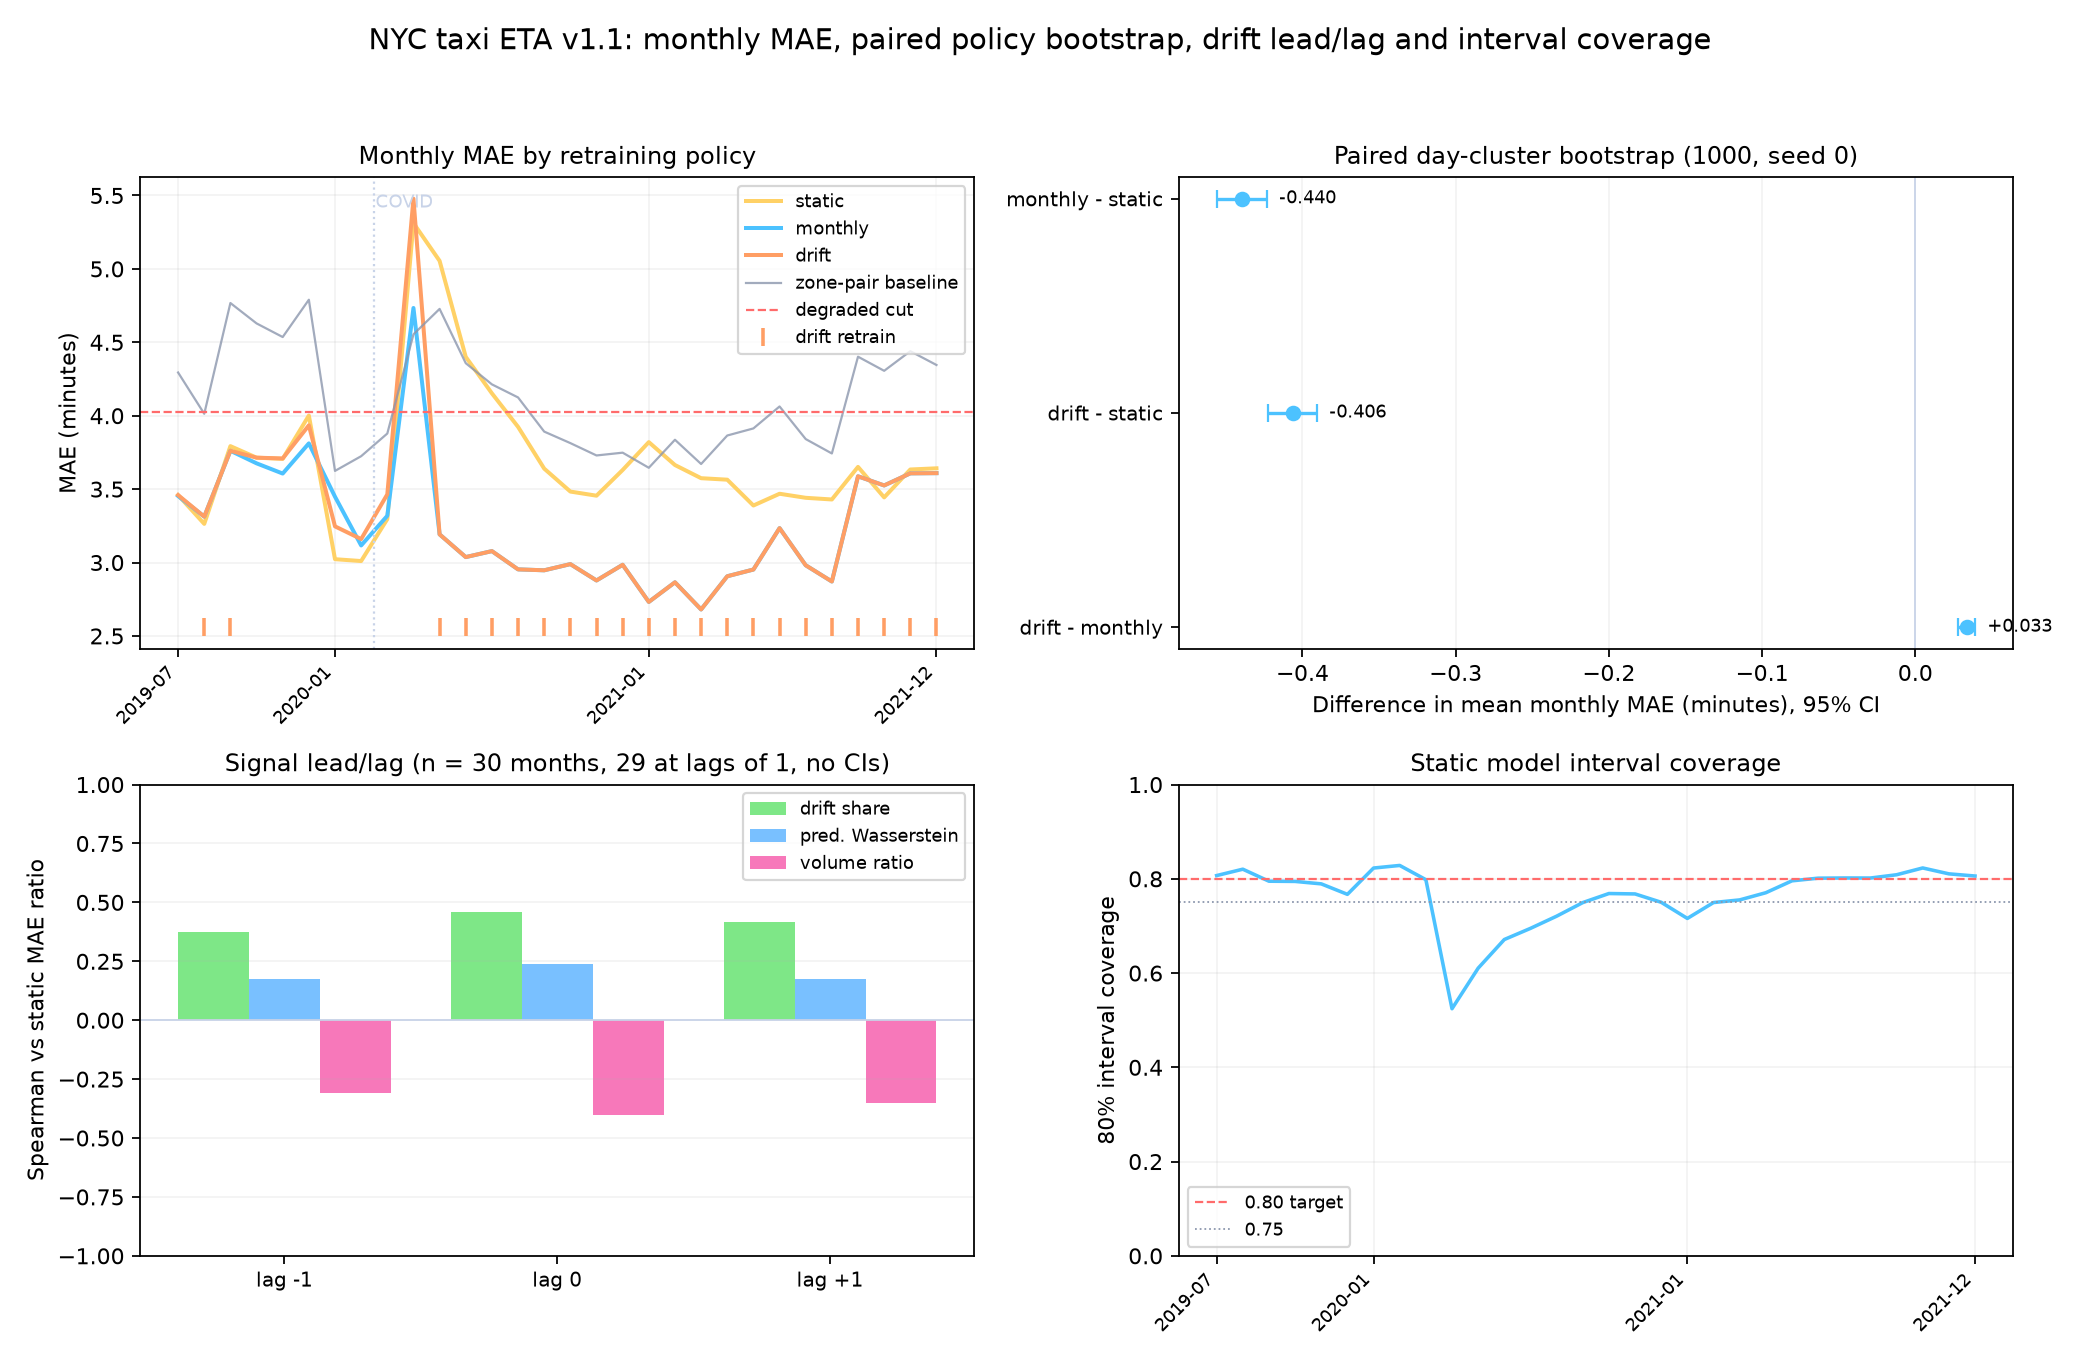 NYC taxi ETA v1.1: monthly MAE, paired policy bootstrap, drift lead/lag and interval coverage
Monthly MAE by retraining policy
MAE (minutes)
5.5
5.0
4.5
4.0
3.5
3.0
2.5
COVID
static
monthly
drift
zone-pair baseline
degraded cut
drift retrain
2019-07
2020-01
2021-01
2021-12
Paired day-cluster bootstrap (1000, seed 0)
monthly - static
drift - static
drift - monthly
-0.440
-0.406
+0.033
−0.4
−0.3
−0.2
−0.1
0.0
Difference in mean monthly MAE (minutes), 95% CI
Signal lead/lag (n = 30 months, 29 at lags of 1, no CIs)
Spearman vs static MAE ratio
1.00
0.75
0.50
0.25
0.00
−0.25
−0.50
−0.75
−1.00
drift share
pred. Wasserstein
volume ratio
lag -1
lag 0
lag +1
Static model interval coverage
80% interval coverage
1.0
0.8
0.6
0.4
0.2
0.0
0.80 target
0.75
2019-07
2020-01
2021-01
2021-12